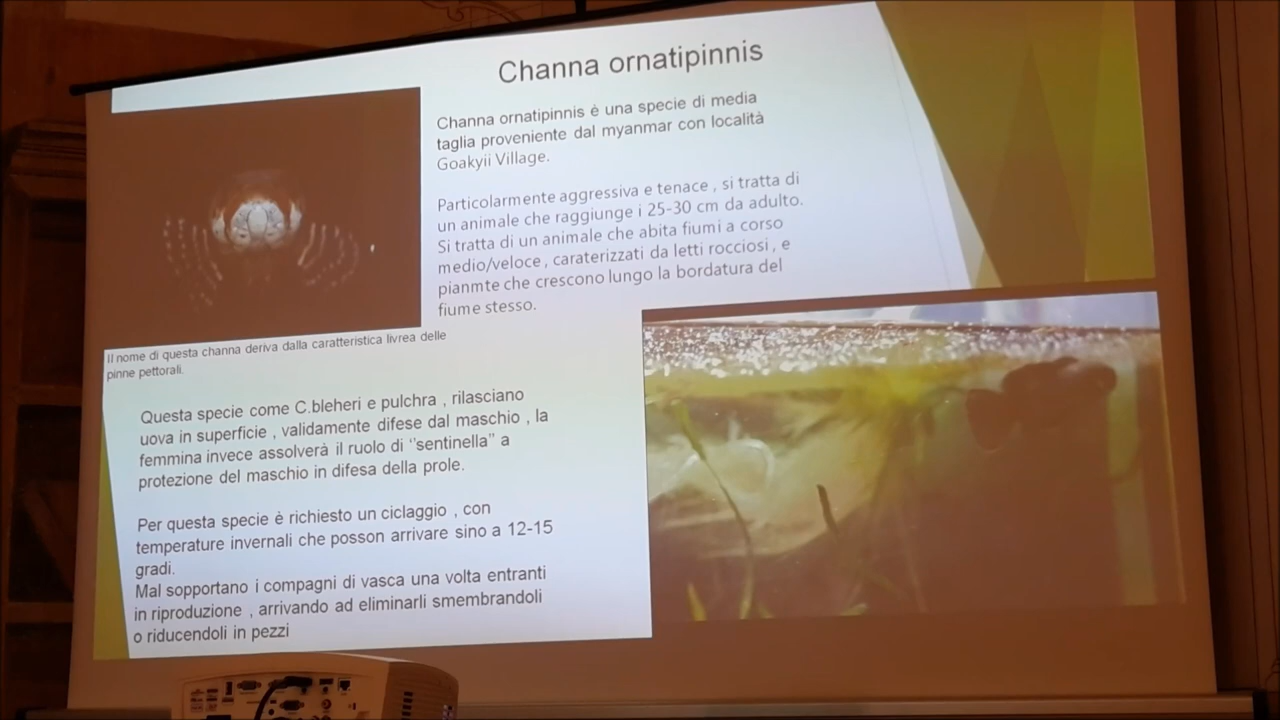 Channa ornatipinnis
Channa ornatipinnis è una specie di media
taglia proveniente dal myanmar con località
Goakyii Village.
Particolarmente aggressiva e tenace , si tratta di
un animale che raggiunge i 25-30 cm da adulto.
Si tratta di un animale che abita fiumi a corso
medio/veloce , caraterizzati da letti rocciosi , e
pianmte che crescono lungo la bordatura del
fiume stesso.
Il nome di questa channa deriva dalla caratteristica livrea delle
pinne pettorali.
Questa specie come C.bleheri e pulchra , rilasciano
uova in superficie , validamente difese dal maschio , la
femmina invece assolverà il ruolo di ‘’sentinella’’ a
protezione del maschio in difesa della prole.
Per questa specie è richiesto un ciclaggio , con
temperature invernali che posson arrivare sino a 12-15
gradi.
Mal sopportano i compagni di vasca una volta entranti
in riproduzione , arrivando ad eliminarli smembrandoli
o riducendoli in pezzi